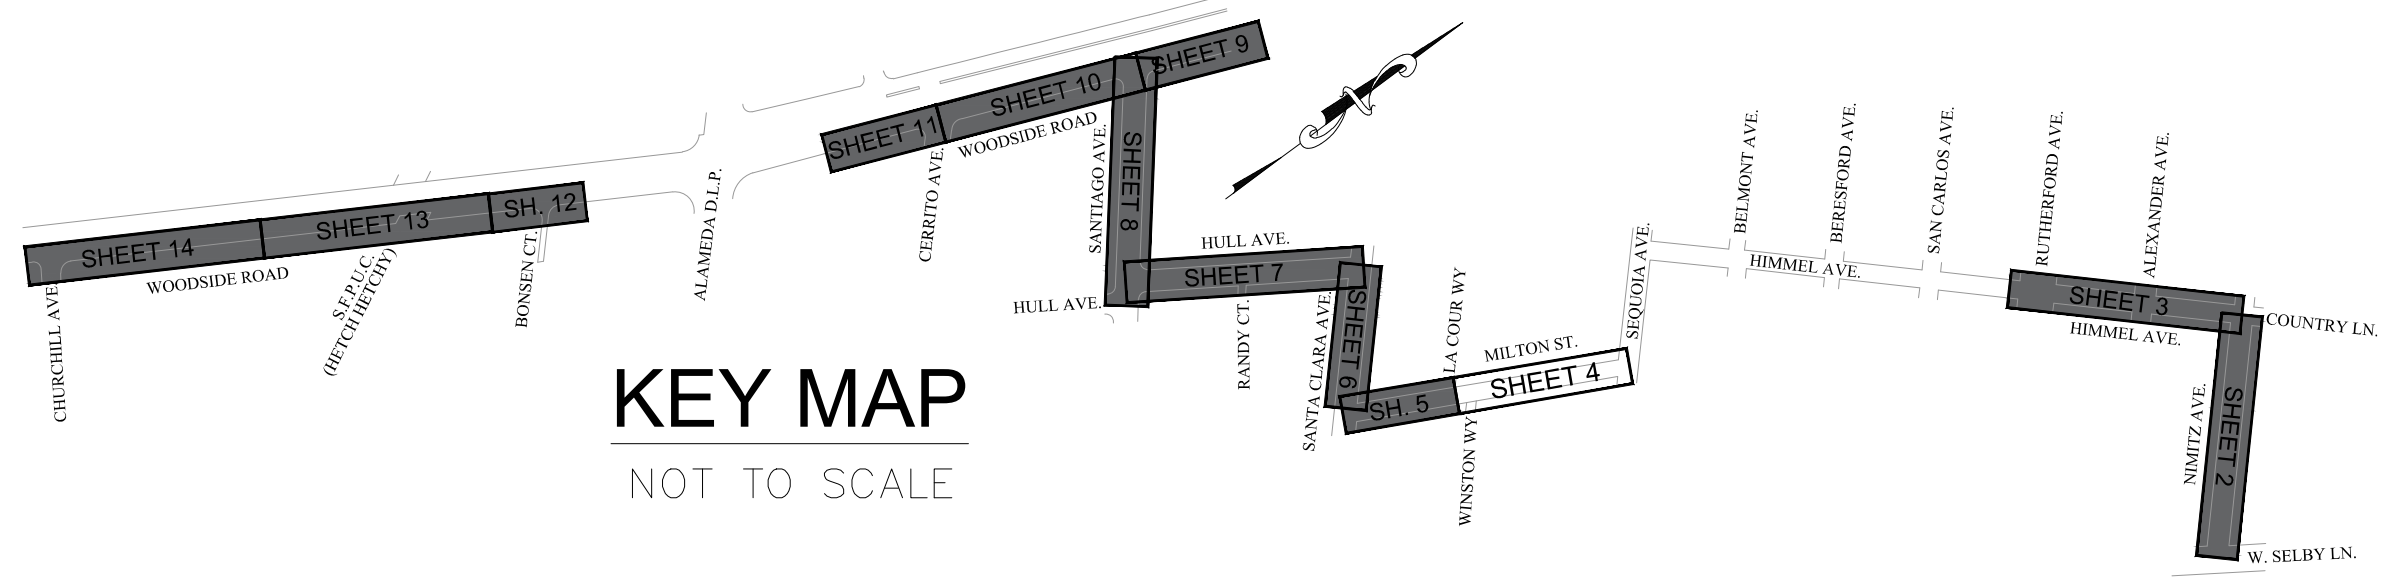 SHEET 14
SHEET 13
SH. 12
SHEET 11
SHEET 10
SHEET 9
WOODSIDE ROAD
CHURCHILL AVE.
S.F.P.U.C.
(HETCH HETCHY)
BONSEN CT.
ALAMEDA D.L.P.
CERRITO AVE.
WOODSIDE ROAD
SANTIAGO AVE.
SHEET 8
HULL AVE.
HULL AVE.
SHEET 7
RANDY CT.
SANTA CLARA AVE.
SHEET 6
SH. 5
LA COUR WY
WINSTON WY
MILTON ST.
SHEET 4
SEQUOIA AVE.
BELMONT AVE.
HIMMEL AVE.
BERESFORD AVE.
SAN CARLOS AVE.
RUTHERFORD AVE.
ALEXANDER AVE.
SHEET 3
HIMMEL AVE.
COUNTRY LN.
NIMITZ AVE.
SHEET 2
W. SELBY LN.
KEY MAP
NOT TO SCALE